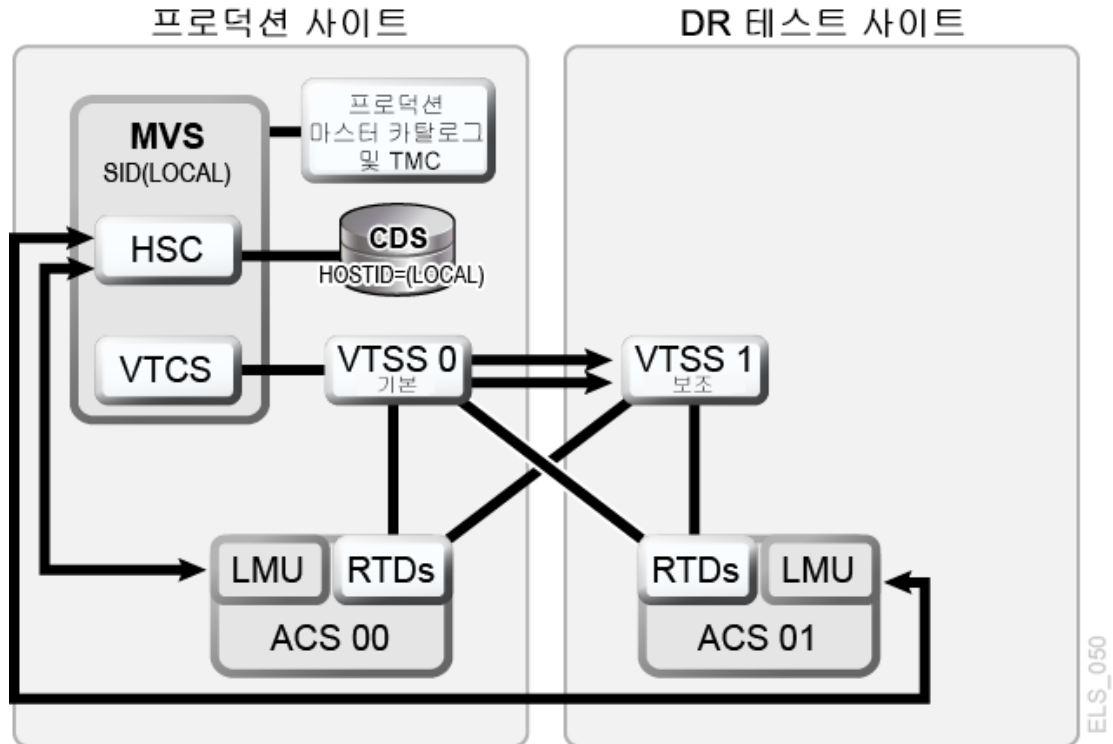 프로덕션 사이트
DR 테스트 사이트
MVS
SID(LOCAL)
프로덕션
마스터 카탈로그
및 TMC
HSC
CDS
HOSTID=(LOCAL)
VTCS
VTSS 0
기본
VTSS 1
보조
LMU
RTDs
ACS 00
RTDs
LMU
ACS 01
ELS_050